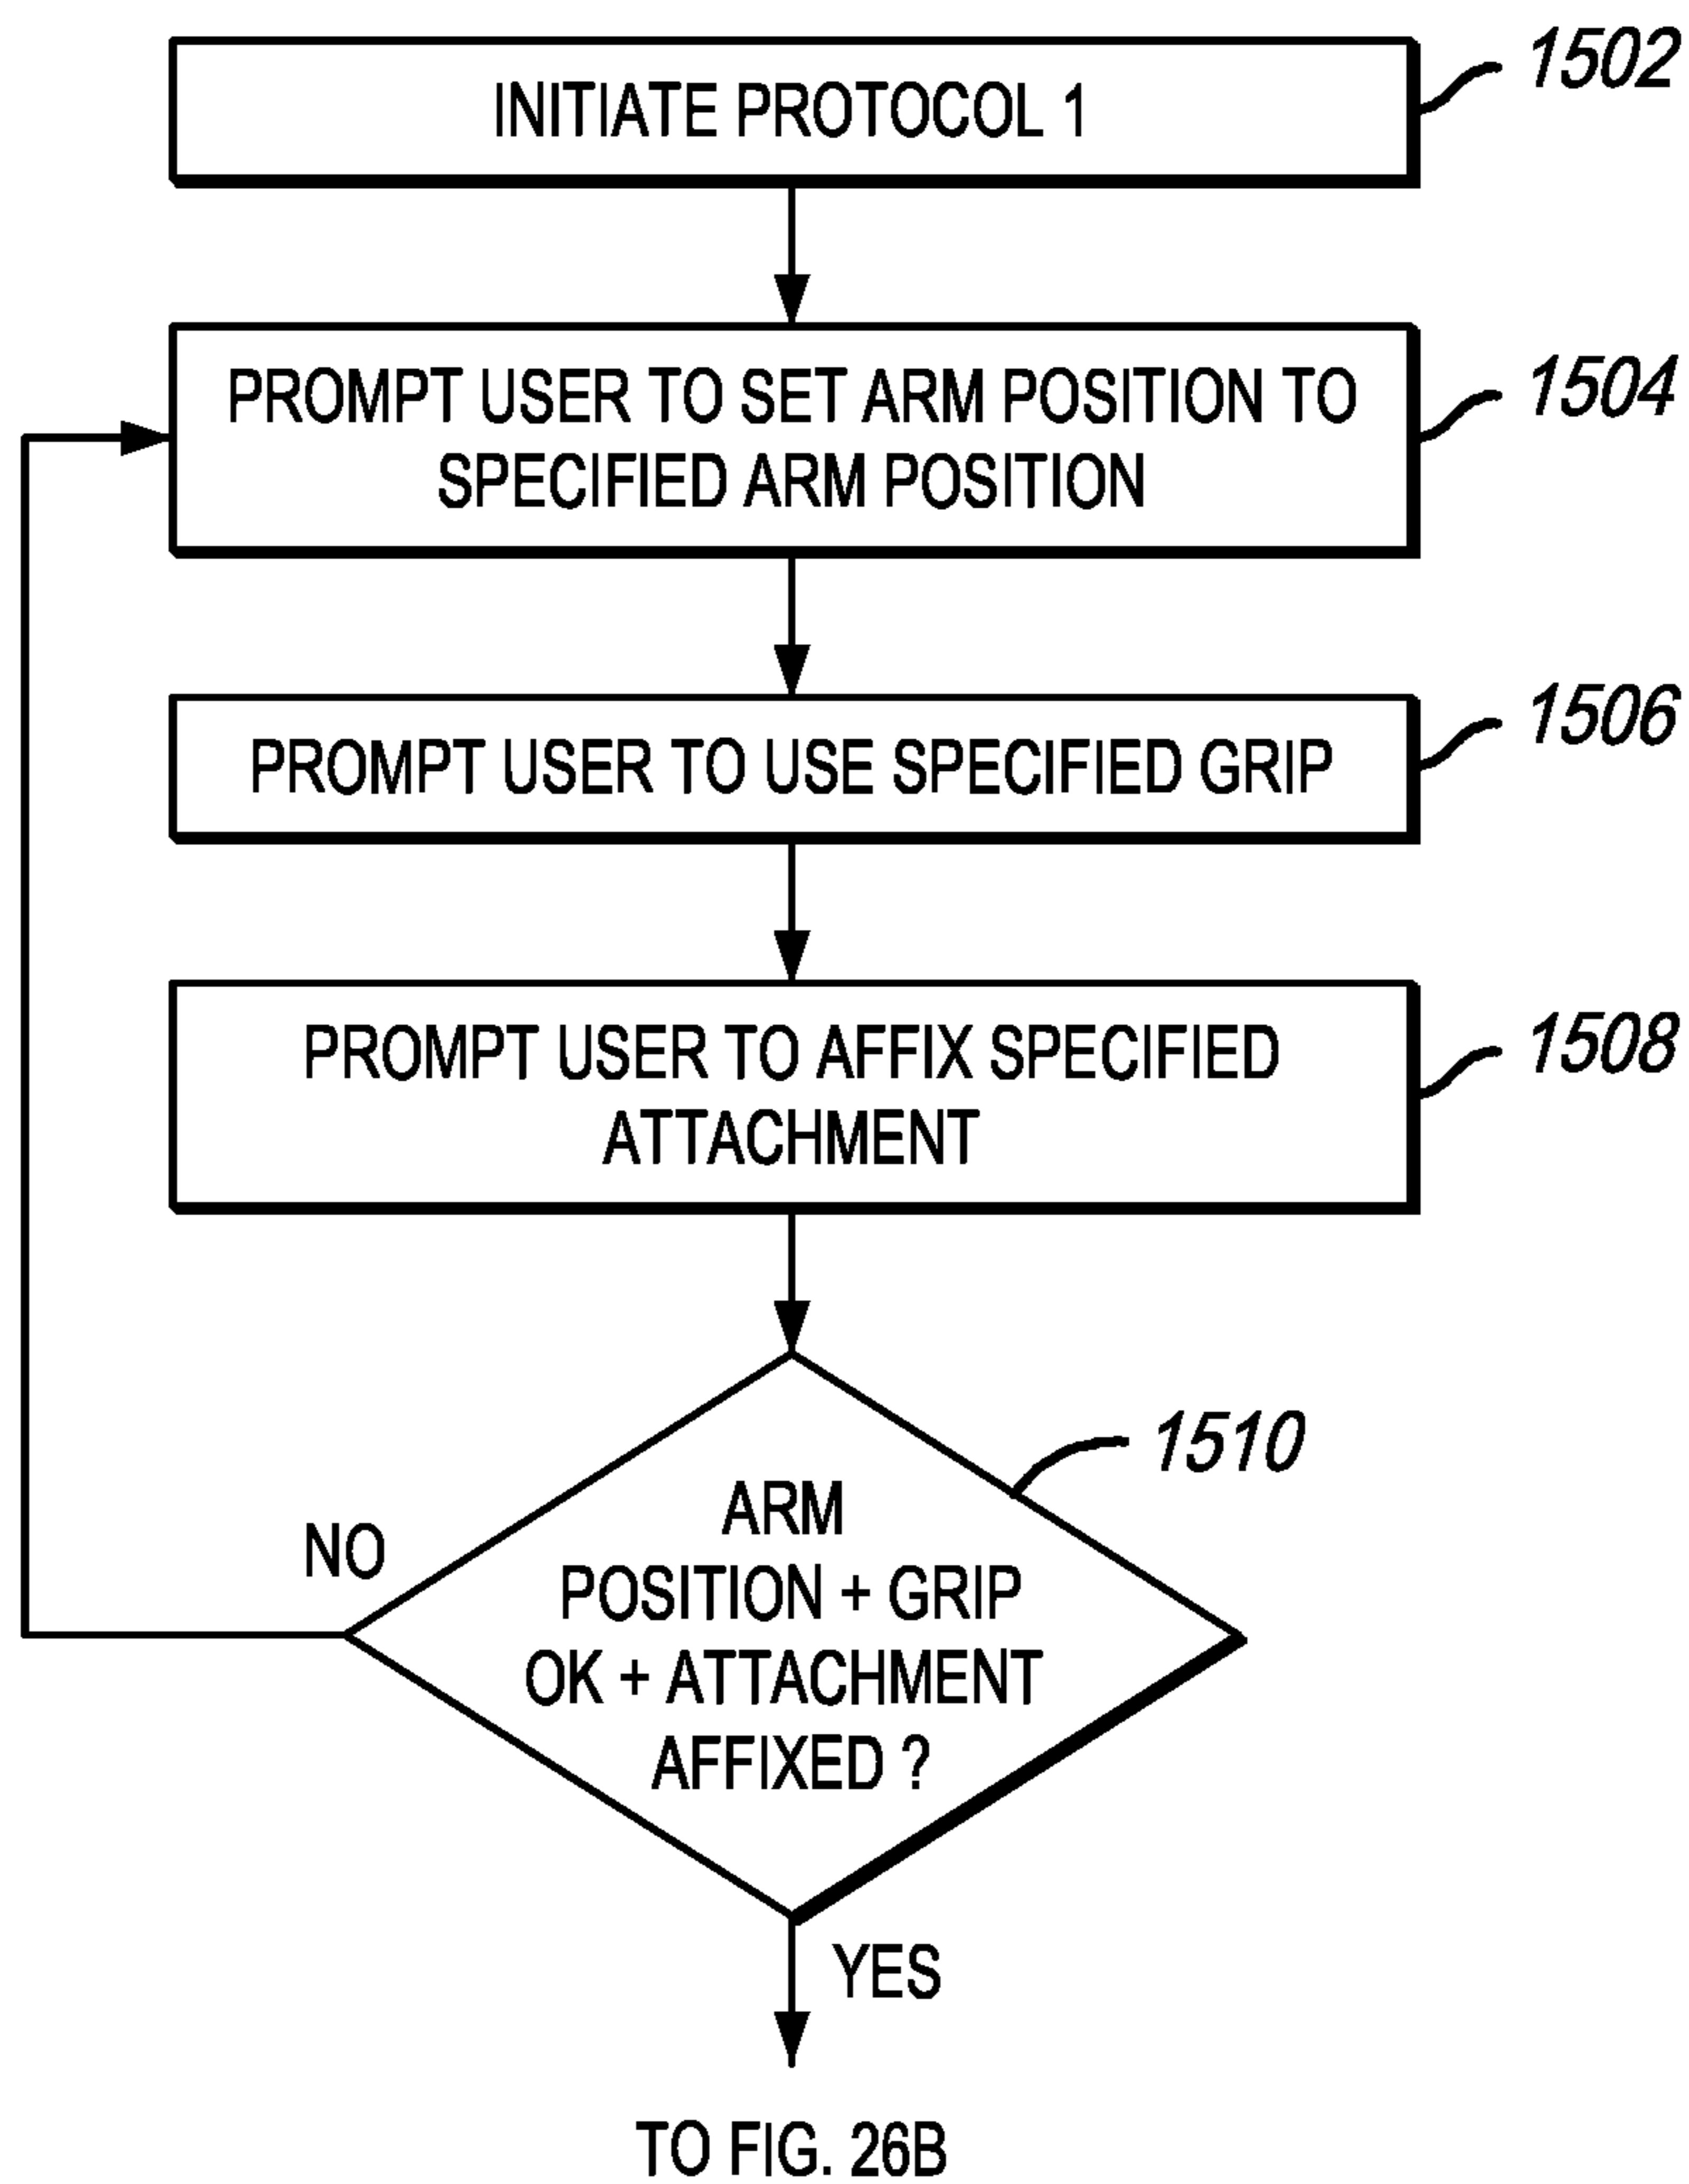 INITIATE PROTOCOL 1
1502
PROMPT USER TO SET ARM POSITION TO
SPECIFIED ARM POSITION
1504
PROMPT USER TO USE SPECIFIED GRIP
1506
PROMPT USER TO AFFIX SPECIFIED
ATTACHMENT
1508
1510
ARM
POSITION + GRIP
OK + ATTACHMENT
AFFIXED ?
NO
YES
TO FIG. 26B